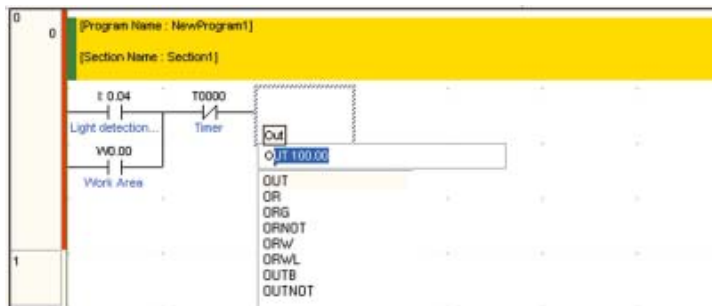 0
0
[Program Name : NewProgram1]
[Section Name : Section1]
I: 0.04
T0000
Light detection...
Timer
W0.00
Work Area
Out
OUT 100.00
OUT
OR
ORG
ORNOT
ORW
ORWL
OUTB
OUTNOT
1